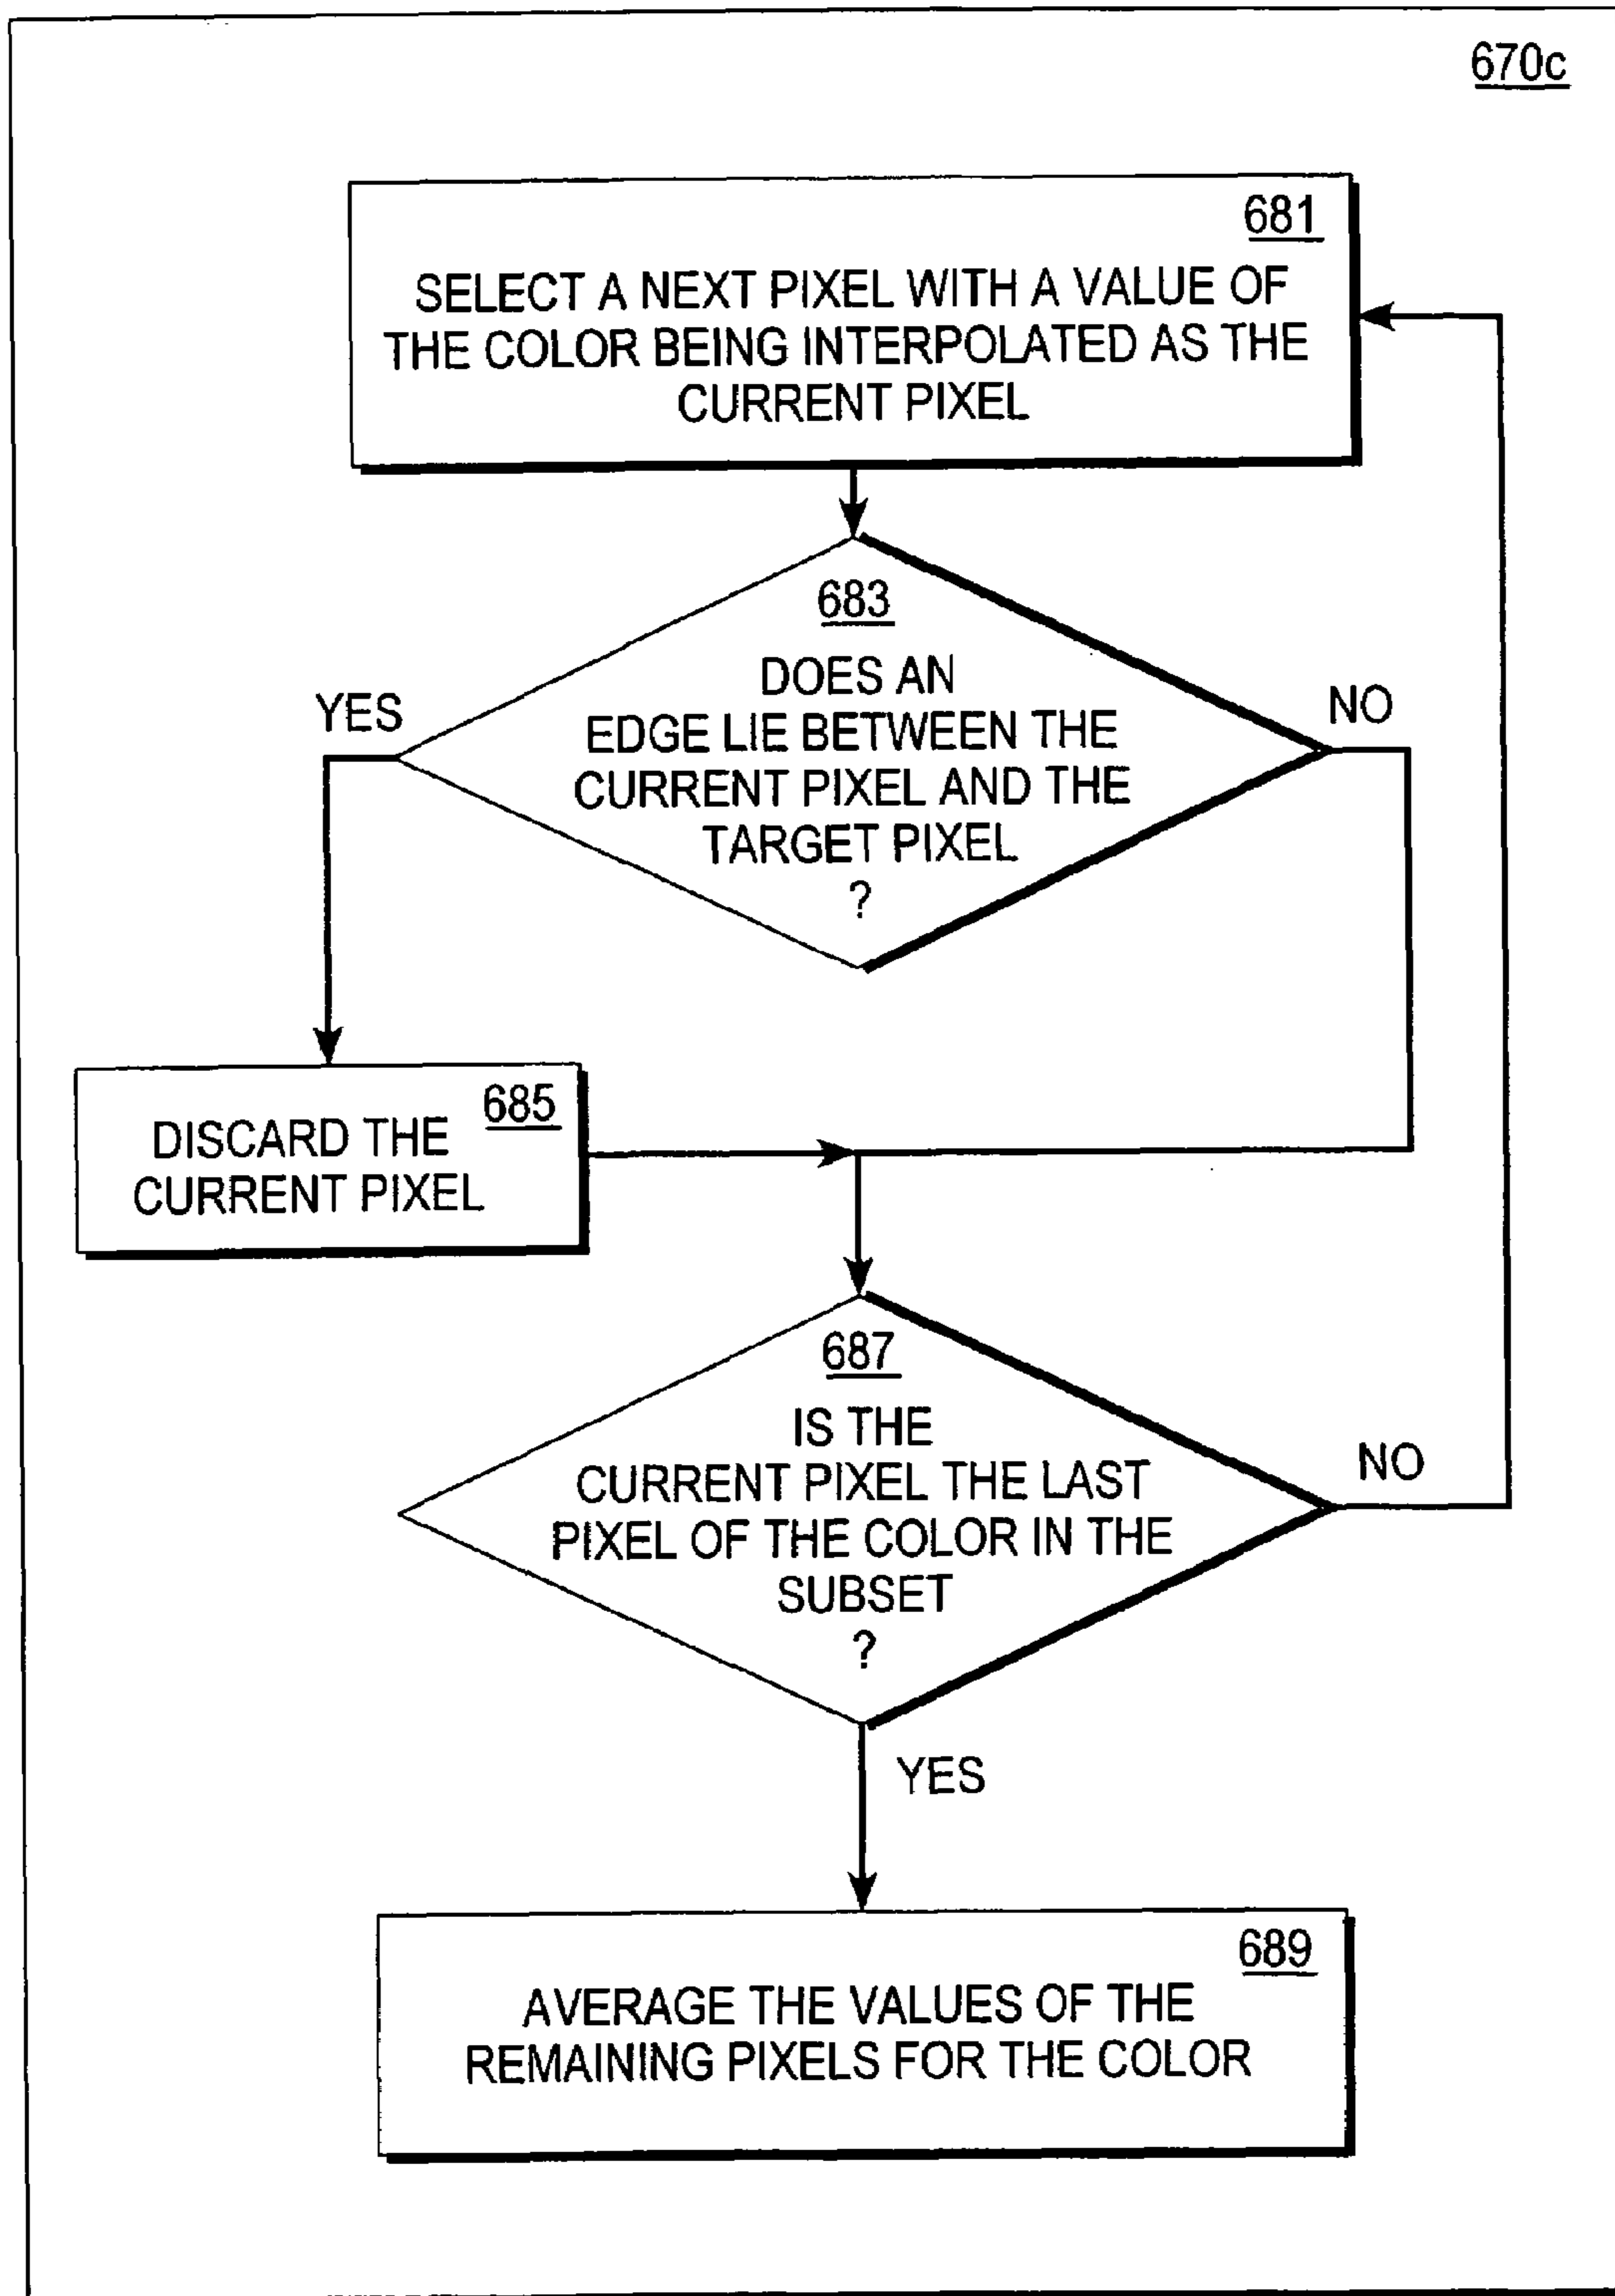 670c
681
SELECT A NEXT PIXEL WITH A VALUE OF
THE COLOR BEING INTERPOLATED AS THE
CURRENT PIXEL
683
DOES AN
EDGE LIE BETWEEN THE
CURRENT PIXEL AND THE
TARGET PIXEL
?
YES
NO
685
DISCARD THE
CURRENT PIXEL
687
IS THE
CURRENT PIXEL THE LAST
PIXEL OF THE COLOR IN THE
SUBSET
?
NO
YES
689
AVERAGE THE VALUES OF THE
REMAINING PIXELS FOR THE COLOR